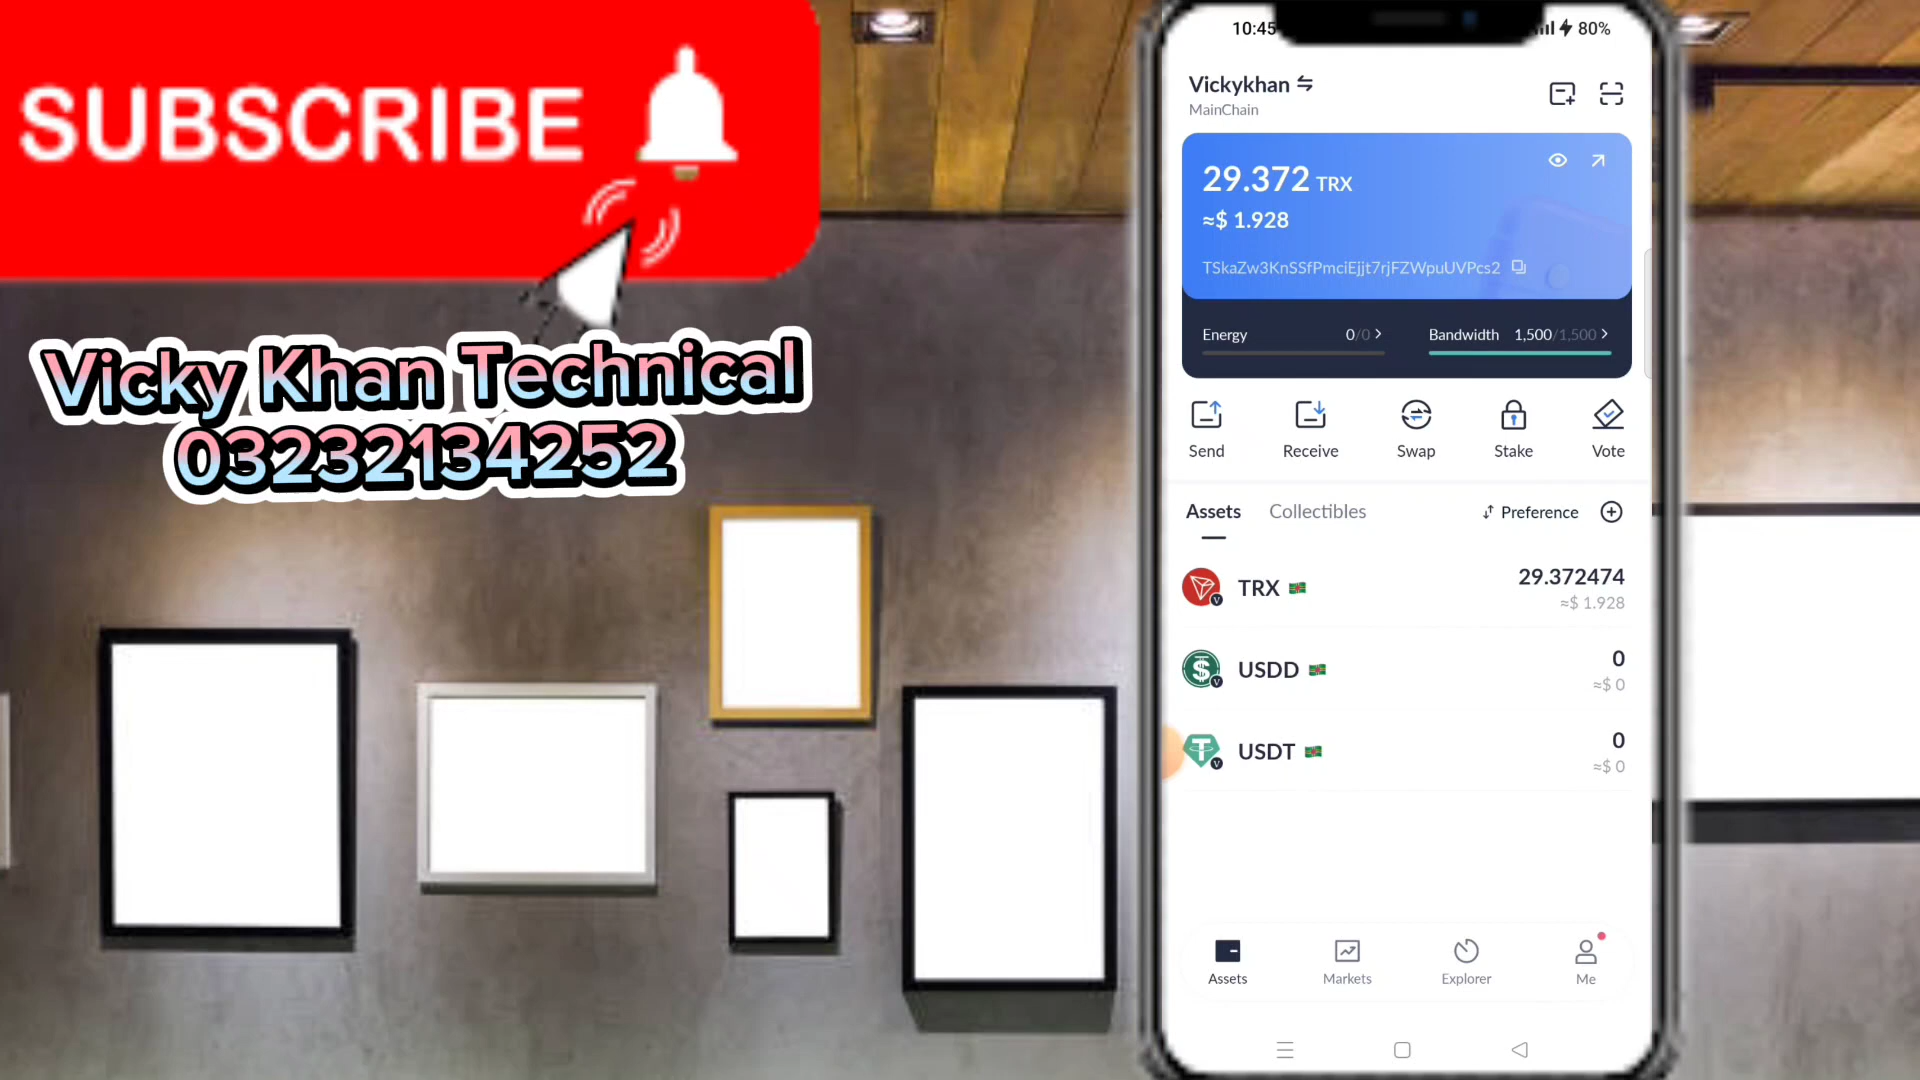 SUBSCRIBE
Vicky Khan Technical
03232134252
10:45
80%
Vickykhan
MainChain
29.372 TRX
≈$ 1.928
TSkaZw3KnSSfPmciEjjt7rjFZWpuUVPcs2
Energy 0/0
Bandwidth 1,500/1,500
Send Receive Swap Stake Vote
Assets Collectibles Preference
TRX 29.372474
≈$ 1.928
USDD 0
≈$ 0
USDT 0
≈$ 0
Assets Markets Explorer Me